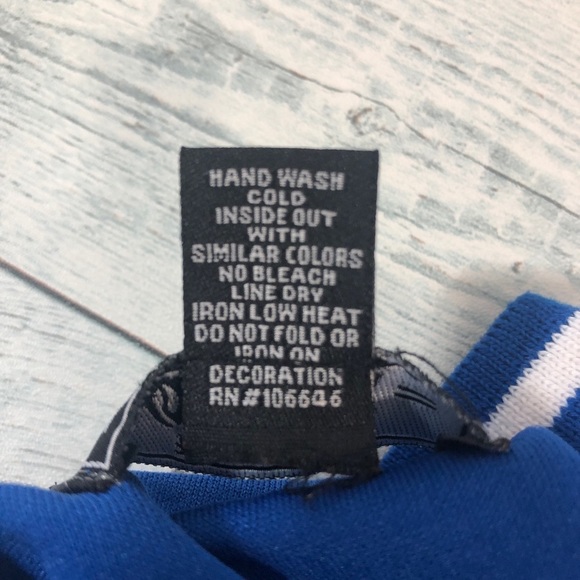 HAND WASH
COLD
INSIDE OUT
WITH
SIMILAR COLORS
NO BLEACH
LINE DRY
IRON LOW HEAT
DO NOT FOLD OR
IRON ON
DECORATION
RN#106646